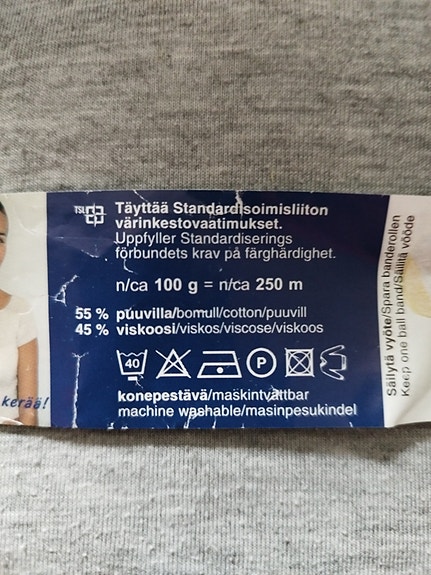 TSL
Täyttää Standardisoimisliiton
värinkestovaatimukset.
Uppfyller Standardiserings
förbundets krav på färghärdighet.
n/ca 100 g = n/ca 250 m
55 % puuvilla/bomull/cotton/puuvill
45 % viskoosi/viskos/viscose/viskoos
40
P
konepestävä/maskintvättbar
machine washable/masinpesukindel
kerää!
Säilytä vyöte/Spara banderollen
Keep one ball band/Säilitä vööde